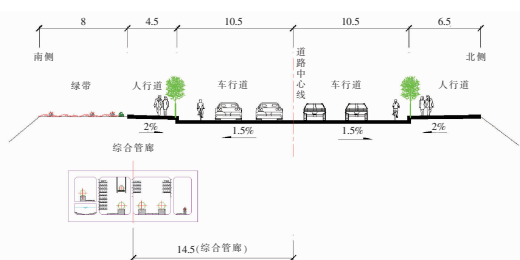 8 4.5 10.5 10.5 6.5
南侧 道路中心线 北侧
绿带 人行道 车行道 车行道 人行道
2% 1.5% 1.5% 2%
综合管廊
14.5(综合管廊)